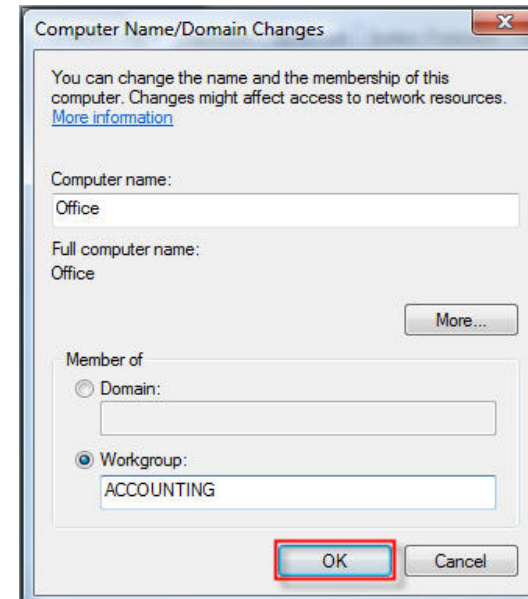 Computer Name/Domain Changes
You can change the name and the membership of this
computer. Changes might affect access to network resources.
More information
Computer name:
Office
Full computer name:
Office
More...
Member of
Domain:
Workgroup:
ACCOUNTING
OK
Cancel